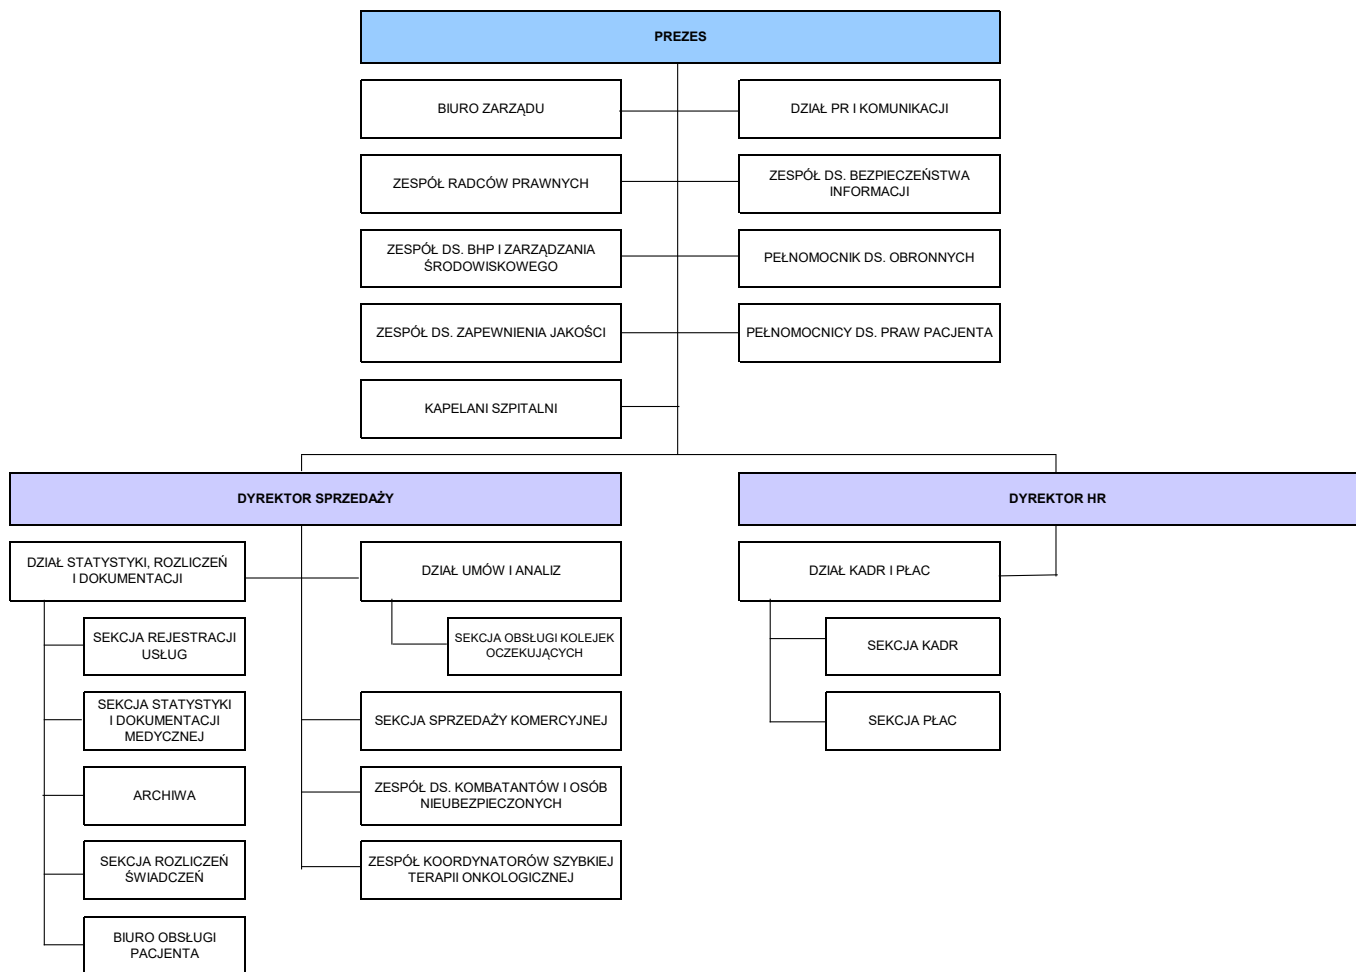 PREZES
BIURO ZARZĄDU
DZIAŁ PR I KOMUNIKACJI
ZESPÓŁ RADCÓW PRAWNYCH
ZESPÓŁ DS. BEZPIECZEŃSTWA
INFORMACJI
ZESPÓŁ DS. BHP I ZARZĄDZANIA
ŚRODOWISKOWEGO
PEŁNOMOCNIK DS. OBRONNYCH
ZESPÓŁ DS. ZAPEWNIENIA JAKOŚCI
PEŁNOMOCNICY DS. PRAW PACJENTA
KAPELANI SZPITALNI
DYREKTOR SPRZEDAŻY
DYREKTOR HR
DZIAŁ STATYSTYKI, ROZLICZEŃ
I DOKUMENTACJI
DZIAŁ UMÓW I ANALIZ
DZIAŁ KADR I PŁAC
SEKCJA REJESTRACJI
USŁUG
SEKCJA OBSŁUGI KOLEJEK
OCZEKUJĄCYCH
SEKCJA KADR
SEKCJA STATYSTYKI
I DOKUMENTACJI
MEDYCZNEJ
SEKCJA SPRZEDAŻY KOMERCYJNEJ
SEKCJA PŁAC
ARCHIWA
ZESPÓŁ DS. KOMBATANTÓW I OSÓB
NIEUBEZPIECZONYCH
SEKCJA ROZLICZEŃ
ŚWIADCZEŃ
ZESPÓŁ KOORDYNATORÓW SZYBKIEJ
TERAPII ONKOLOGICZNEJ
BIURO OBSŁUGI
PACJENTA